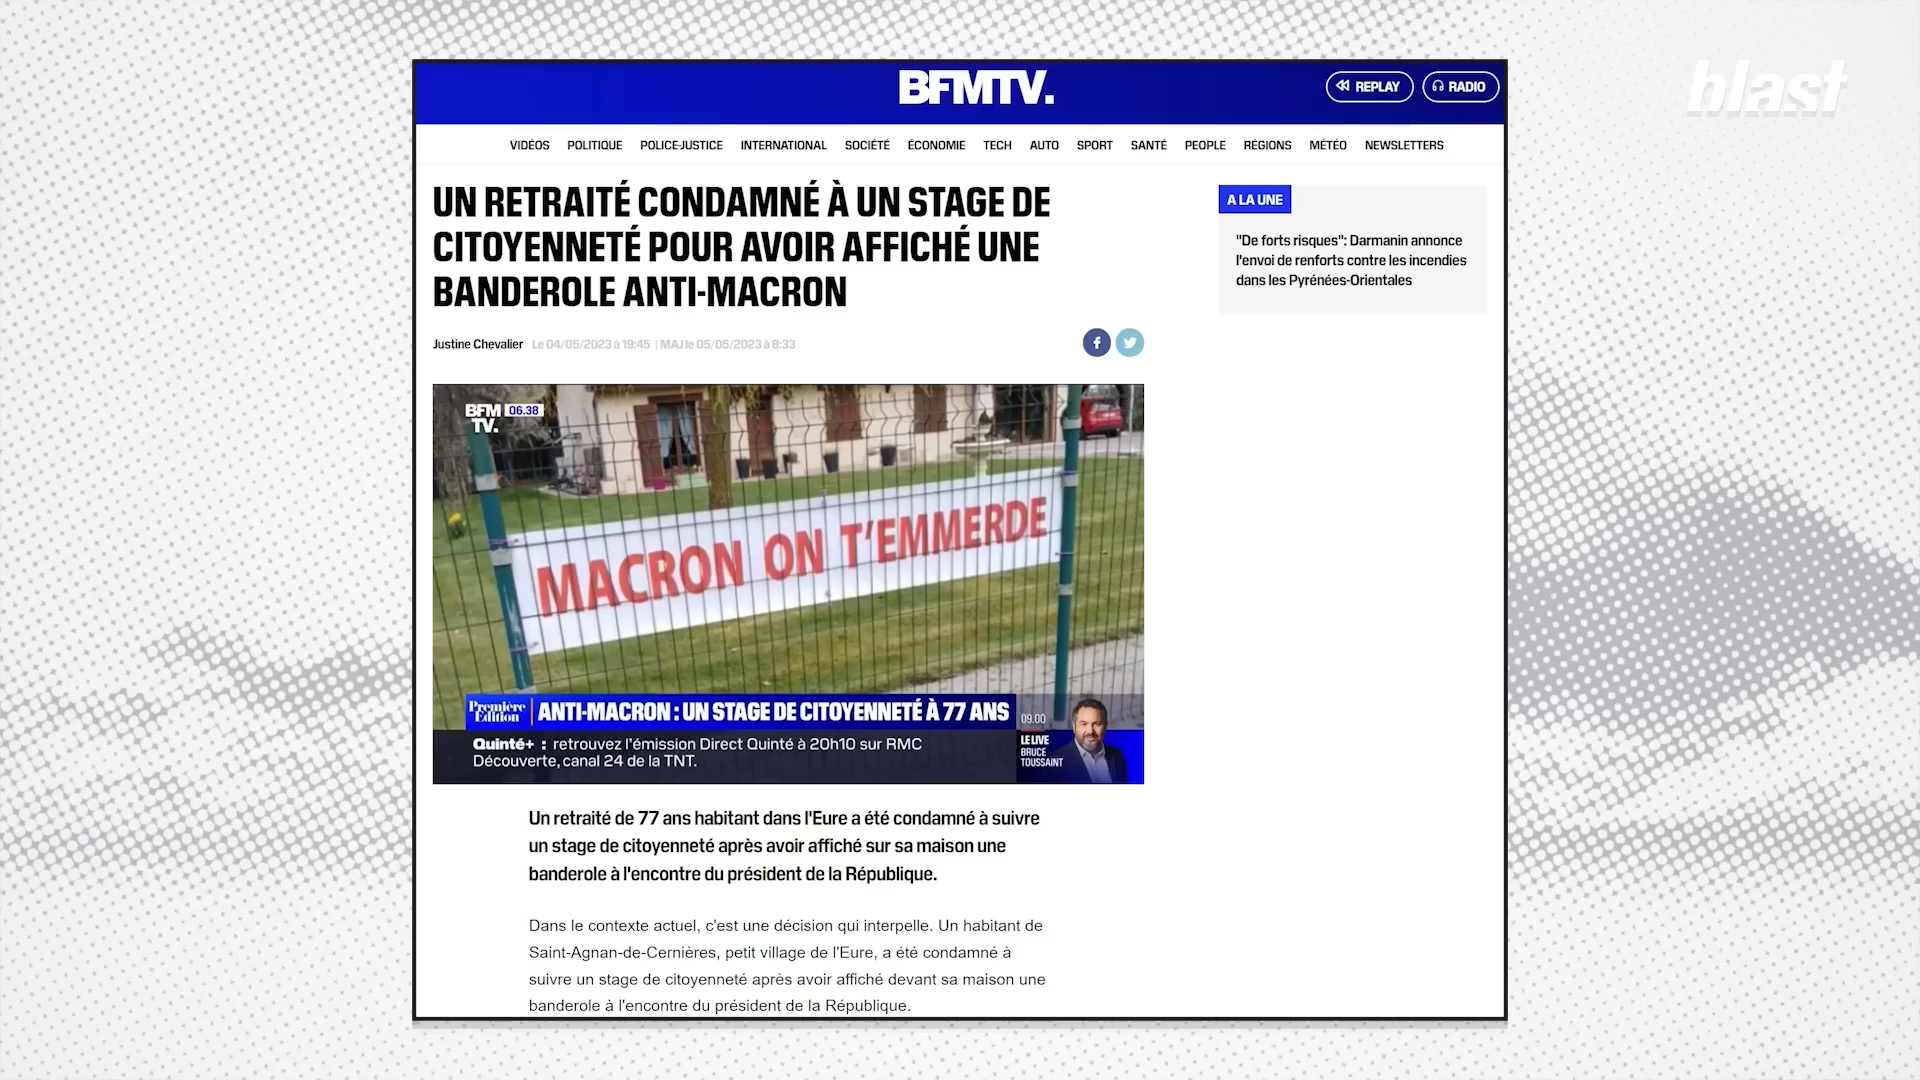 blast
BFMTV.
REPLAY
RADIO
VIDÉOS POLITIQUE POLICE-JUSTICE INTERNATIONAL SOCIÉTÉ ÉCONOMIE TECH AUTO SPORT SANTÉ PEOPLE RÉGIONS MÉTÉO NEWSLETTERS
UN RETRAITÉ CONDAMNÉ À UN STAGE DE
CITOYENNETÉ POUR AVOIR AFFICHÉ UNE
BANDEROLE ANTI-MACRON
Justine Chevalier Le 04/05/2023 à 19:45 | MAJ le 05/05/2023 à 8:33
A LA UNE
"De forts risques": Darmanin annonce
l'envoi de renforts contre les incendies
dans les Pyrénées-Orientales
BFM 06.38
TV.
MACRON ON T'EMMERDE
Première
Édition
ANTI-MACRON : UN STAGE DE CITOYENNETÉ À 77 ANS
Quinté+ : retrouvez l'émission Direct Quinté à 20h10 sur RMC
Découverte, canal 24 de la TNT.
09.00
LE LIVE
BRUCE
TOUSSAINT
Un retraité de 77 ans habitant dans l'Eure a été condamné à suivre
un stage de citoyenneté après avoir affiché sur sa maison une
banderole à l'encontre du président de la République.
Dans le contexte actuel, c'est une décision qui interpelle. Un habitant de
Saint-Agnan-de-Cernières, petit village de l'Eure, a été condamné à
suivre un stage de citoyenneté après avoir affiché devant sa maison une
banderole à l'encontre du président de la République.